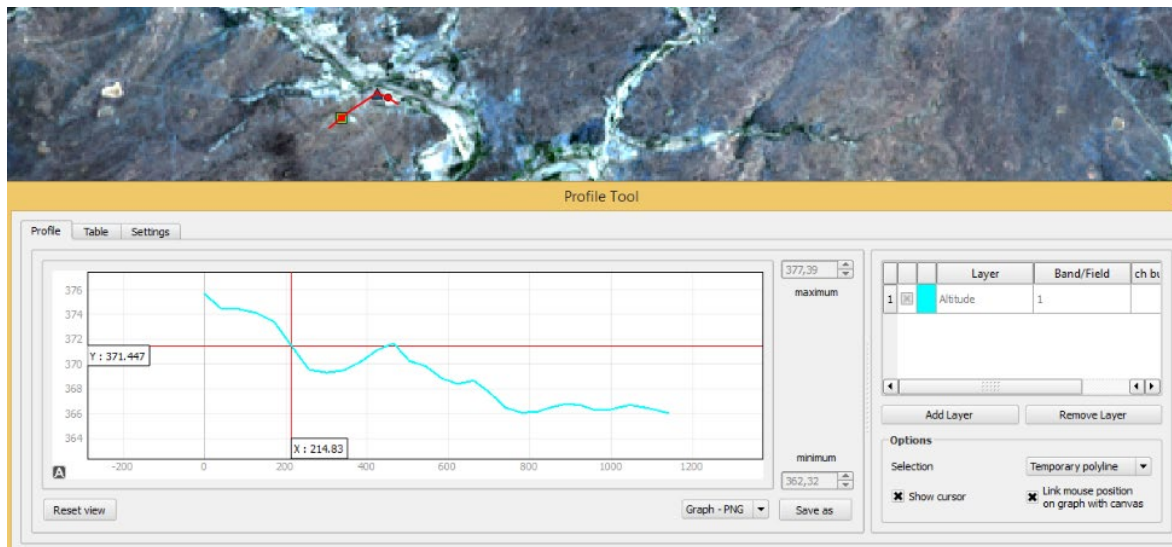 Profile Tool
Profile Table Settings
376
374
372
370
368
366
364
Y : 371.447
X : 214.83
-200 0 200 400 600 800 1000 1200
A
377,39
maximum
minimum
362,32
Reset view
Graph - PNG
Save as
Layer Band/Field ch bu
1 Altitude 1
Add Layer Remove Layer
Options
Selection Temporary polyline
Show cursor
Link mouse position
on graph with canvas